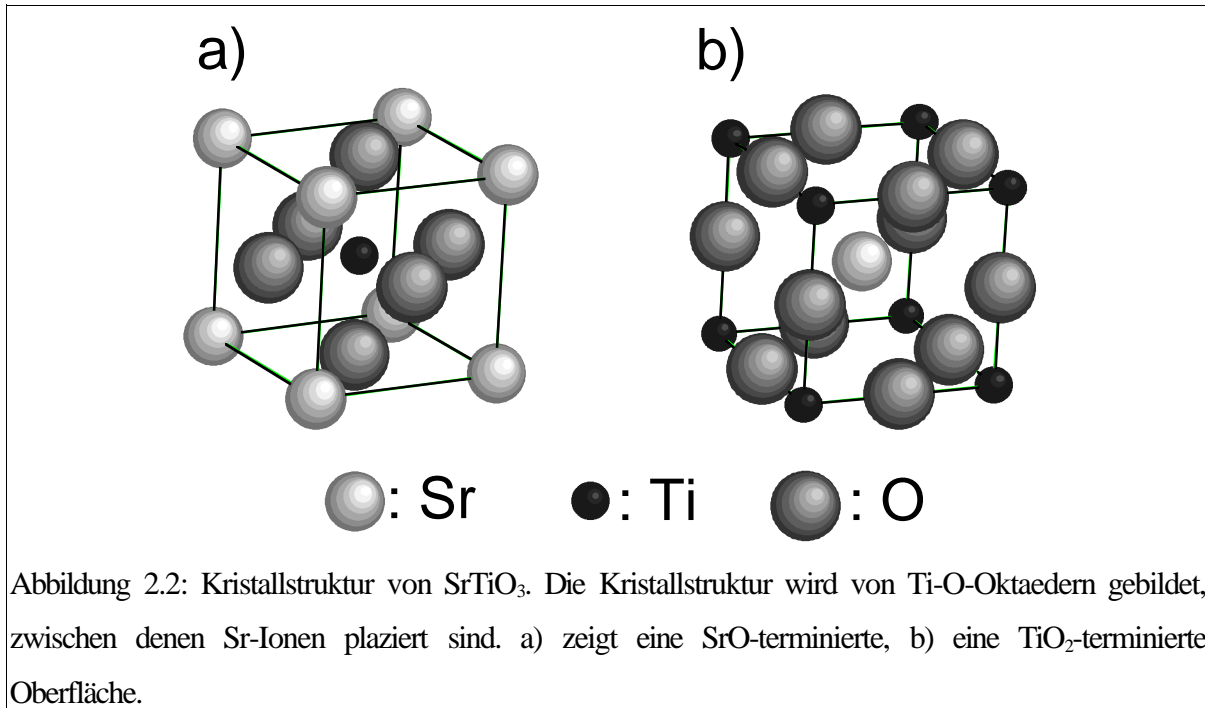 a) b)
: Sr : Ti : O
Abbildung 2.2: Kristallstruktur von SrTiO₃. Die Kristallstruktur wird von Ti-O-Oktaedern gebildet,
zwischen denen Sr-Ionen plaziert sind. a) zeigt eine SrO-terminierte, b) eine TiO₂-terminierte
Oberfläche.